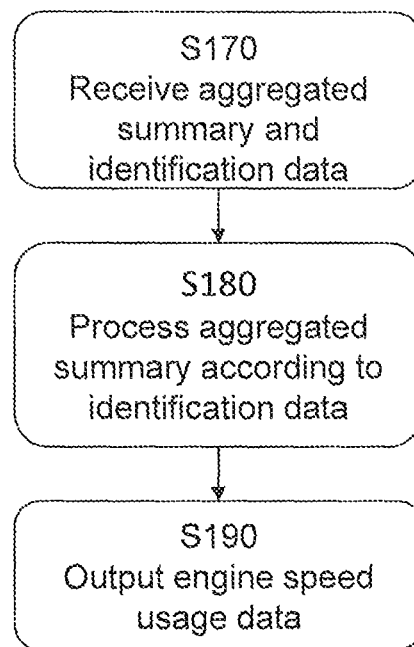 S170
Receive aggregated
summary and
identification data
S180
Process aggregated
summary according to
identification data
S190
Output engine speed
usage data